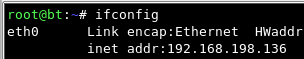 root@bt:~# ifconfig
eth0 Link encap:Ethernet HWaddr
inet addr:192.168.198.136